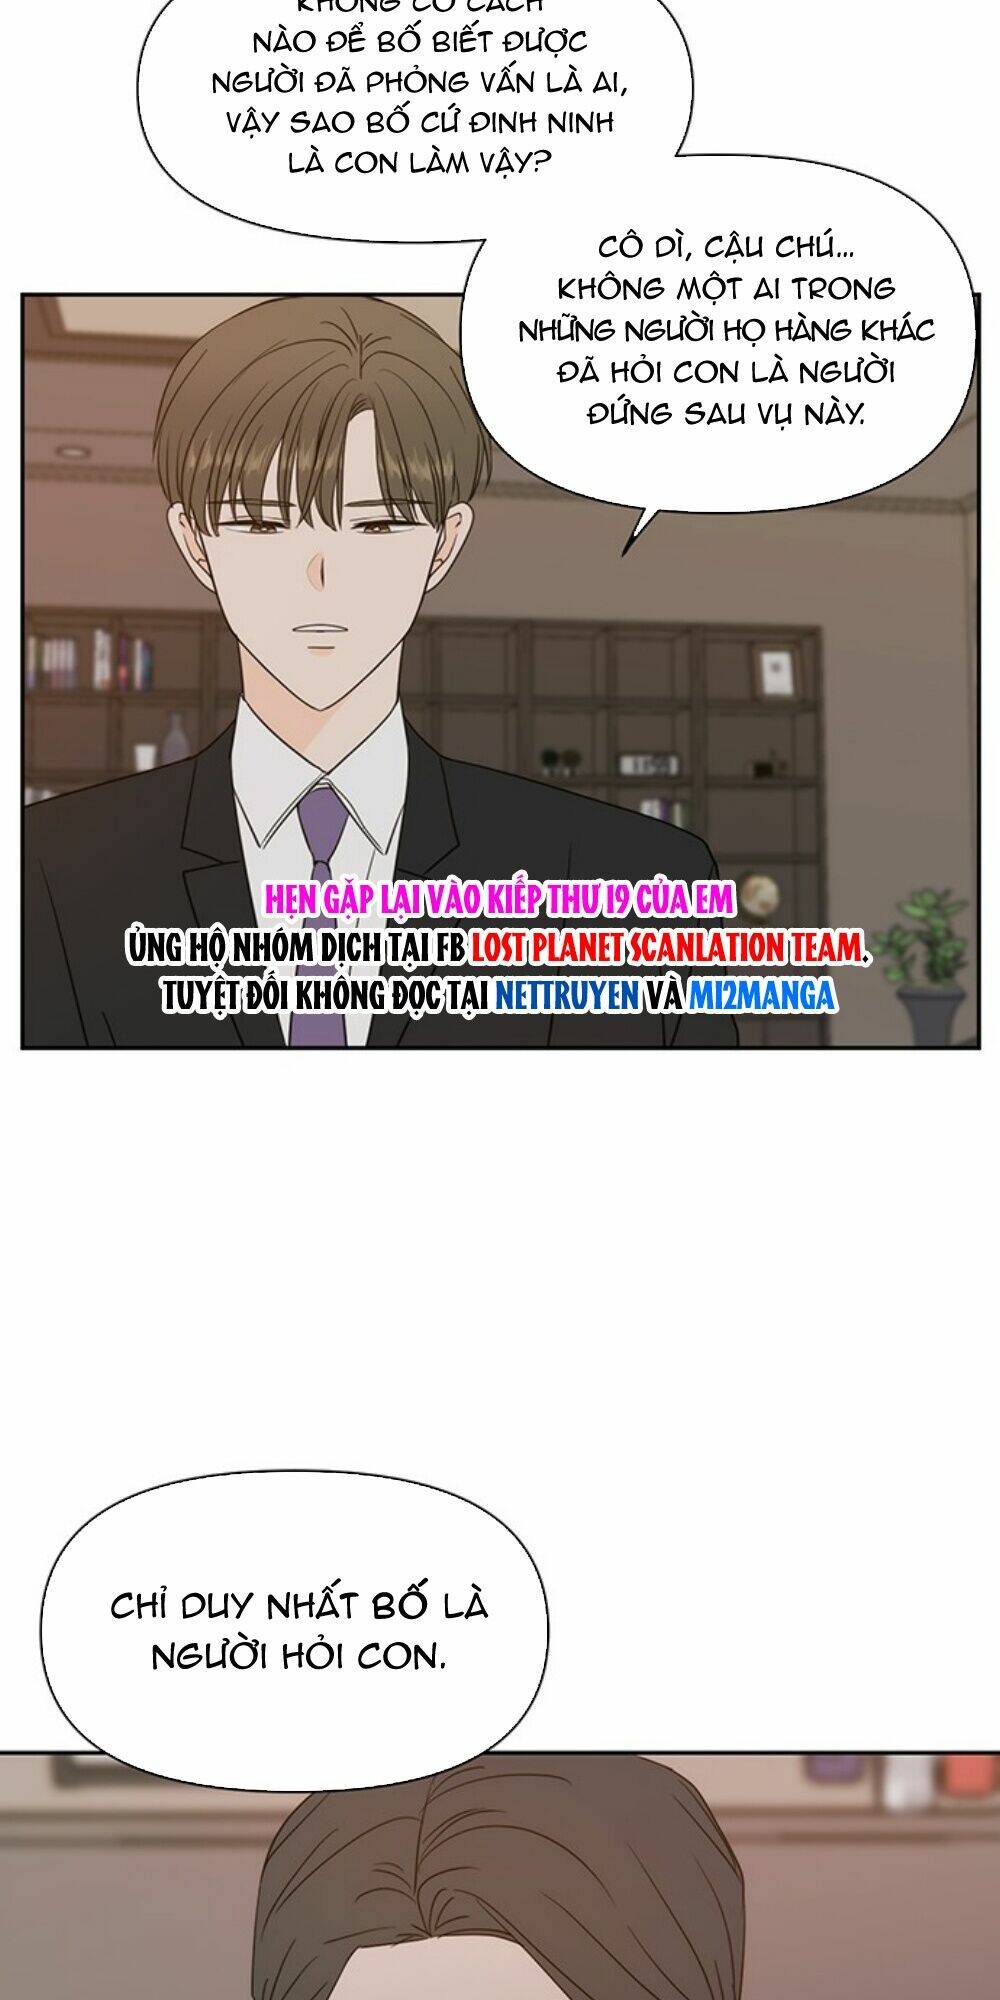 KHÔNG CÓ CÁCH
NÀO ĐỂ BỐ BIẾT ĐƯỢC
NGƯỜI ĐÃ PHỎNG VẤN LÀ AI,
VẬY SAO BỐ CỨ ĐINH NINH
LÀ CON LÀM VẬY?
CÔ DÌ, CẬU CHÚ...
KHÔNG MỘT AI TRONG
NHỮNG NGƯỜI HỌ HÀNG KHÁC
ĐÃ HỎI CON LÀ NGƯỜI
ĐỨNG SAU VỤ NÀY.
HẸN GẶP LẠI VÀO KIẾP THỨ 19 CỦA EM
ỦNG HỘ NHÓM DỊCH TẠI FB LOST PLANET SCANLATION TEAM.
TUYỆT ĐỐI KHÔNG ĐỌC TẠI NETTRUYEN VÀ MI2MANGA
CHỈ DUY NHẤT BỐ LÀ
NGƯỜI HỎI CON.